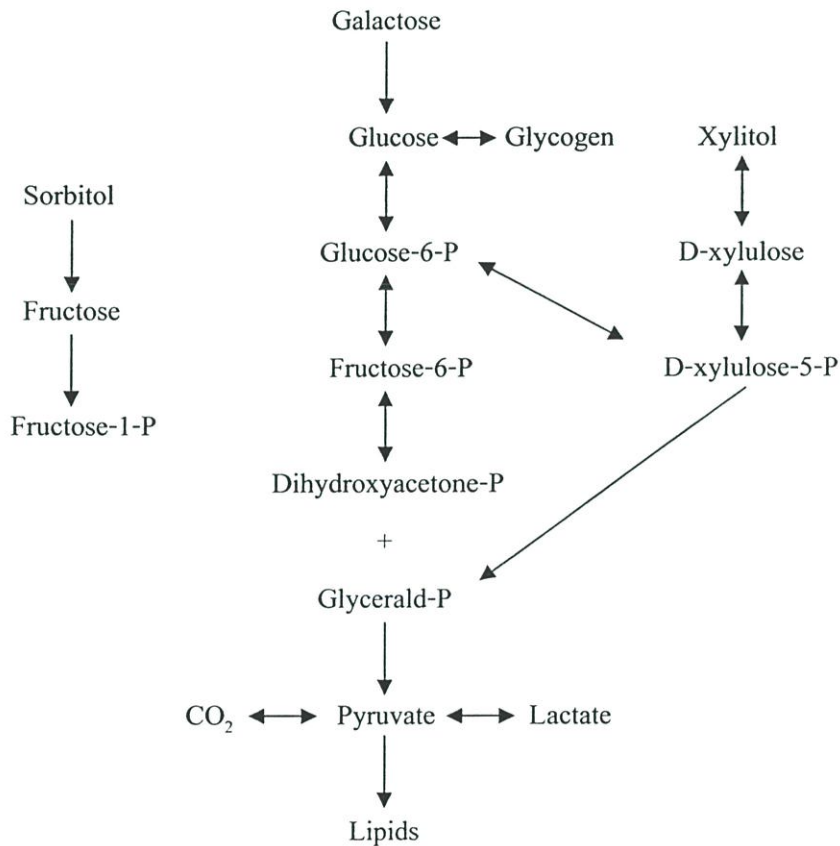 Galactose
Glucose
Glycogen
Xylitol
Sorbitol
Glucose-6-P
D-xylulose
Fructose
Fructose-6-P
D-xylulose-5-P
Fructose-1-P
Dihydroxyacetone-P
+
Glycerald-P
CO₂
Pyruvate
Lactate
Lipids